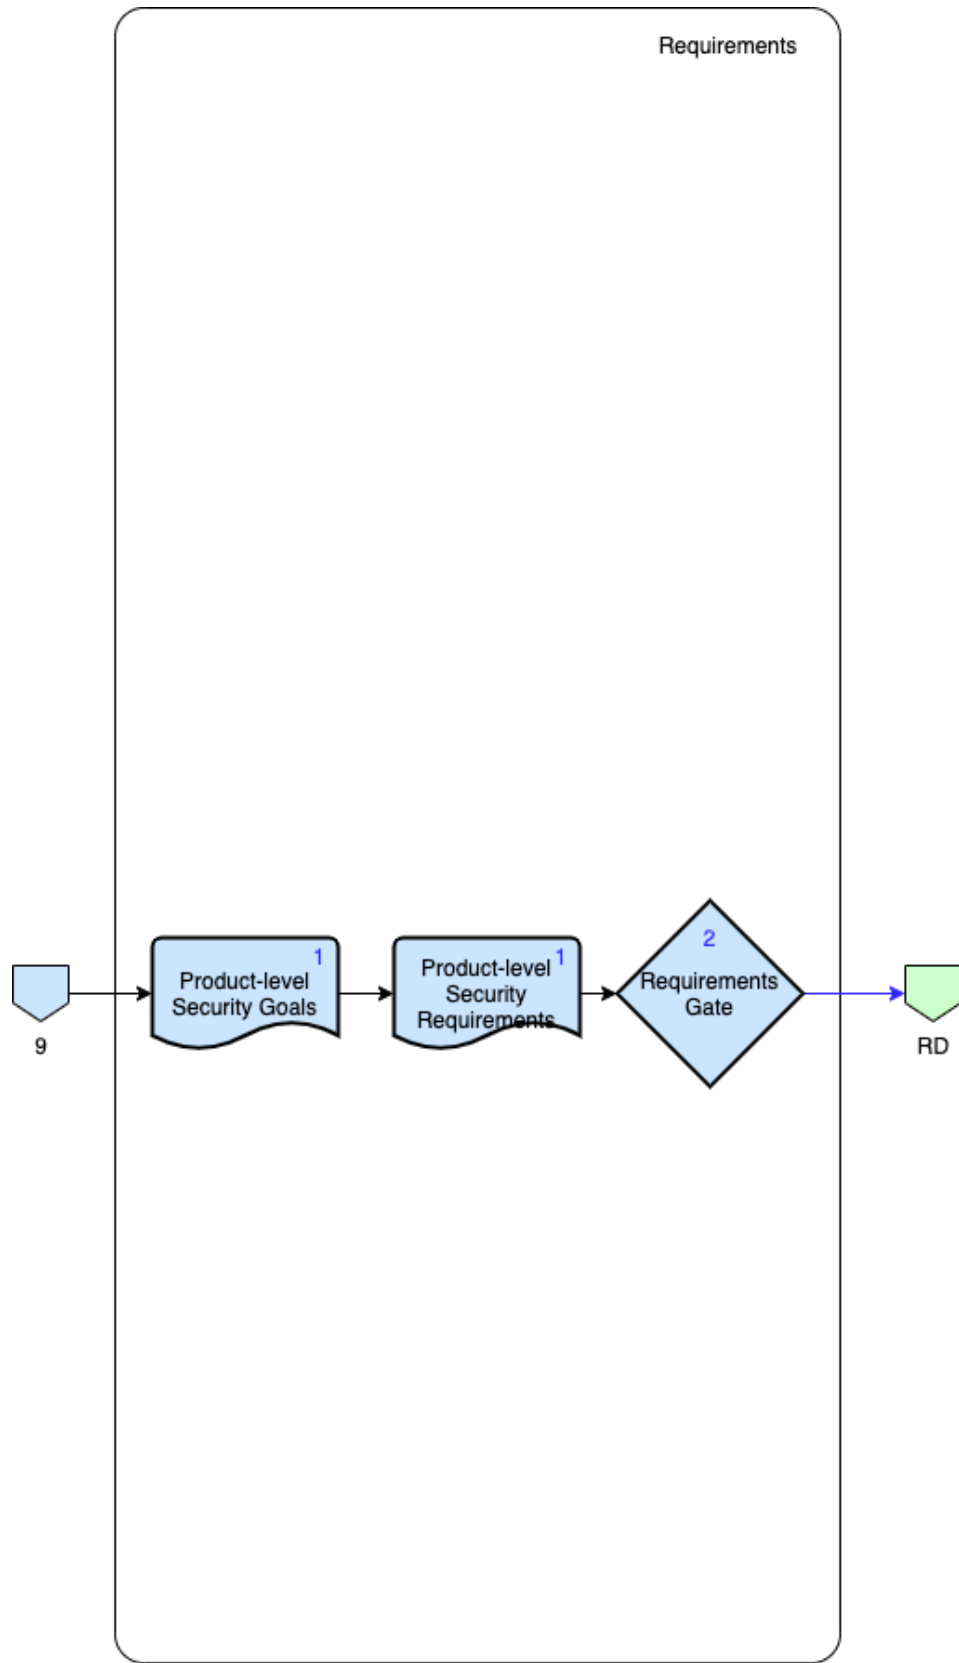 Requirements
1
Product-level
Security Goals
1
Product-level
Security
Requirements
2
Requirements
Gate
9
RD